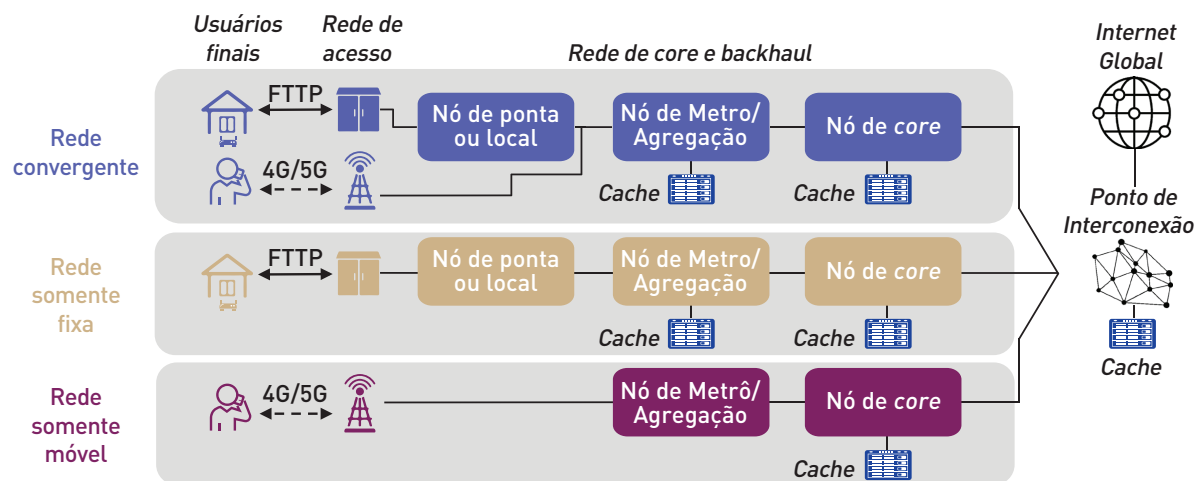 Usuários
finais
Rede de
acesso
Rede de core e backhaul
Internet
Global
Rede
convergente
FTTP
4G/5G
Nó de ponta
ou local
Nó de Metro/
Agregação
Nó de core
Cache
Cache
Ponto de
Interconexão
Cache
Rede
somente
fixa
FTTP
Nó de ponta
ou local
Nó de Metro/
Agregação
Nó de core
Cache
Cache
Rede
somente
móvel
4G/5G
Nó de Metrô/
Agregação
Nó de core
Cache